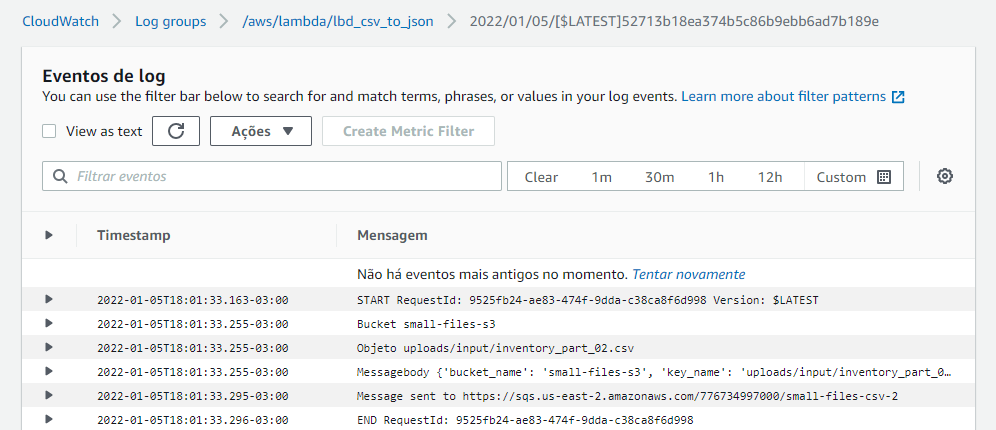 CloudWatch Log groups /aws/lambda/lbd_csv_to_json 2022/01/05/[$LATEST]52713b18ea374b5c86b9ebb6ad7b189e
Eventos de log
You can use the filter bar below to search for and match terms, phrases, or values in your log events. Learn more about filter patterns
View as text Ações Create Metric Filter
Filtrar eventos Clear 1m 30m 1h 12h Custom
Timestamp Mensagem
Não há eventos mais antigos no momento. Tentar novamente
2022-01-05T18:01:33.163-03:00 START RequestId: 9525fb24-ae83-474f-9dda-c38ca8f6d998 Version: $LATEST
2022-01-05T18:01:33.255-03:00 Bucket small-files-s3
2022-01-05T18:01:33.255-03:00 Objeto uploads/input/inventory_part_02.csv
2022-01-05T18:01:33.255-03:00 Messagebody {'bucket_name': 'small-files-s3', 'key_name': 'uploads/input/inventory_part_0…
2022-01-05T18:01:33.295-03:00 Message sent to https://sqs.us-east-2.amazonaws.com/776734997000/small-files-csv-2
2022-01-05T18:01:33.296-03:00 END RequestId: 9525fb24-ae83-474f-9dda-c38ca8f6d998